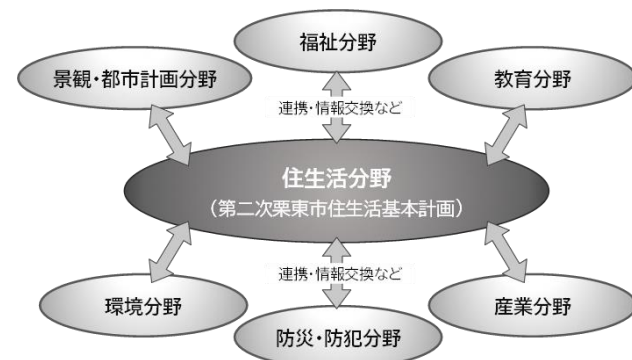 福祉分野
景観・都市計画分野
教育分野
連携・情報交換など
住生活分野
（第二次栗東市住生活基本計画）
連携・情報交換など
環境分野
産業分野
防災・防犯分野